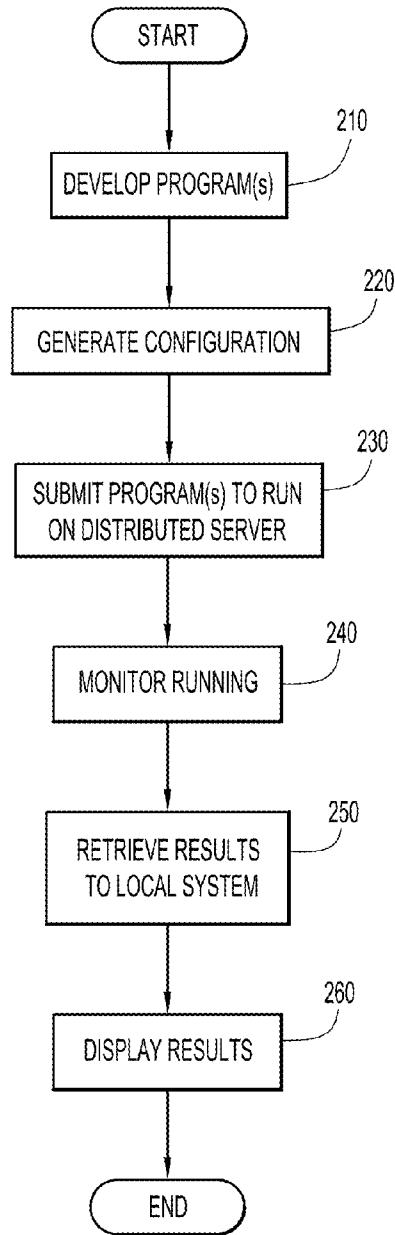 START
210
DEVELOP PROGRAM(s)
220
GENERATE CONFIGURATION
230
SUBMIT PROGRAM(s) TO RUN
ON DISTRIBUTED SERVER
240
MONITOR RUNNING
250
RETRIEVE RESULTS
TO LOCAL SYSTEM
260
DISPLAY RESULTS
END